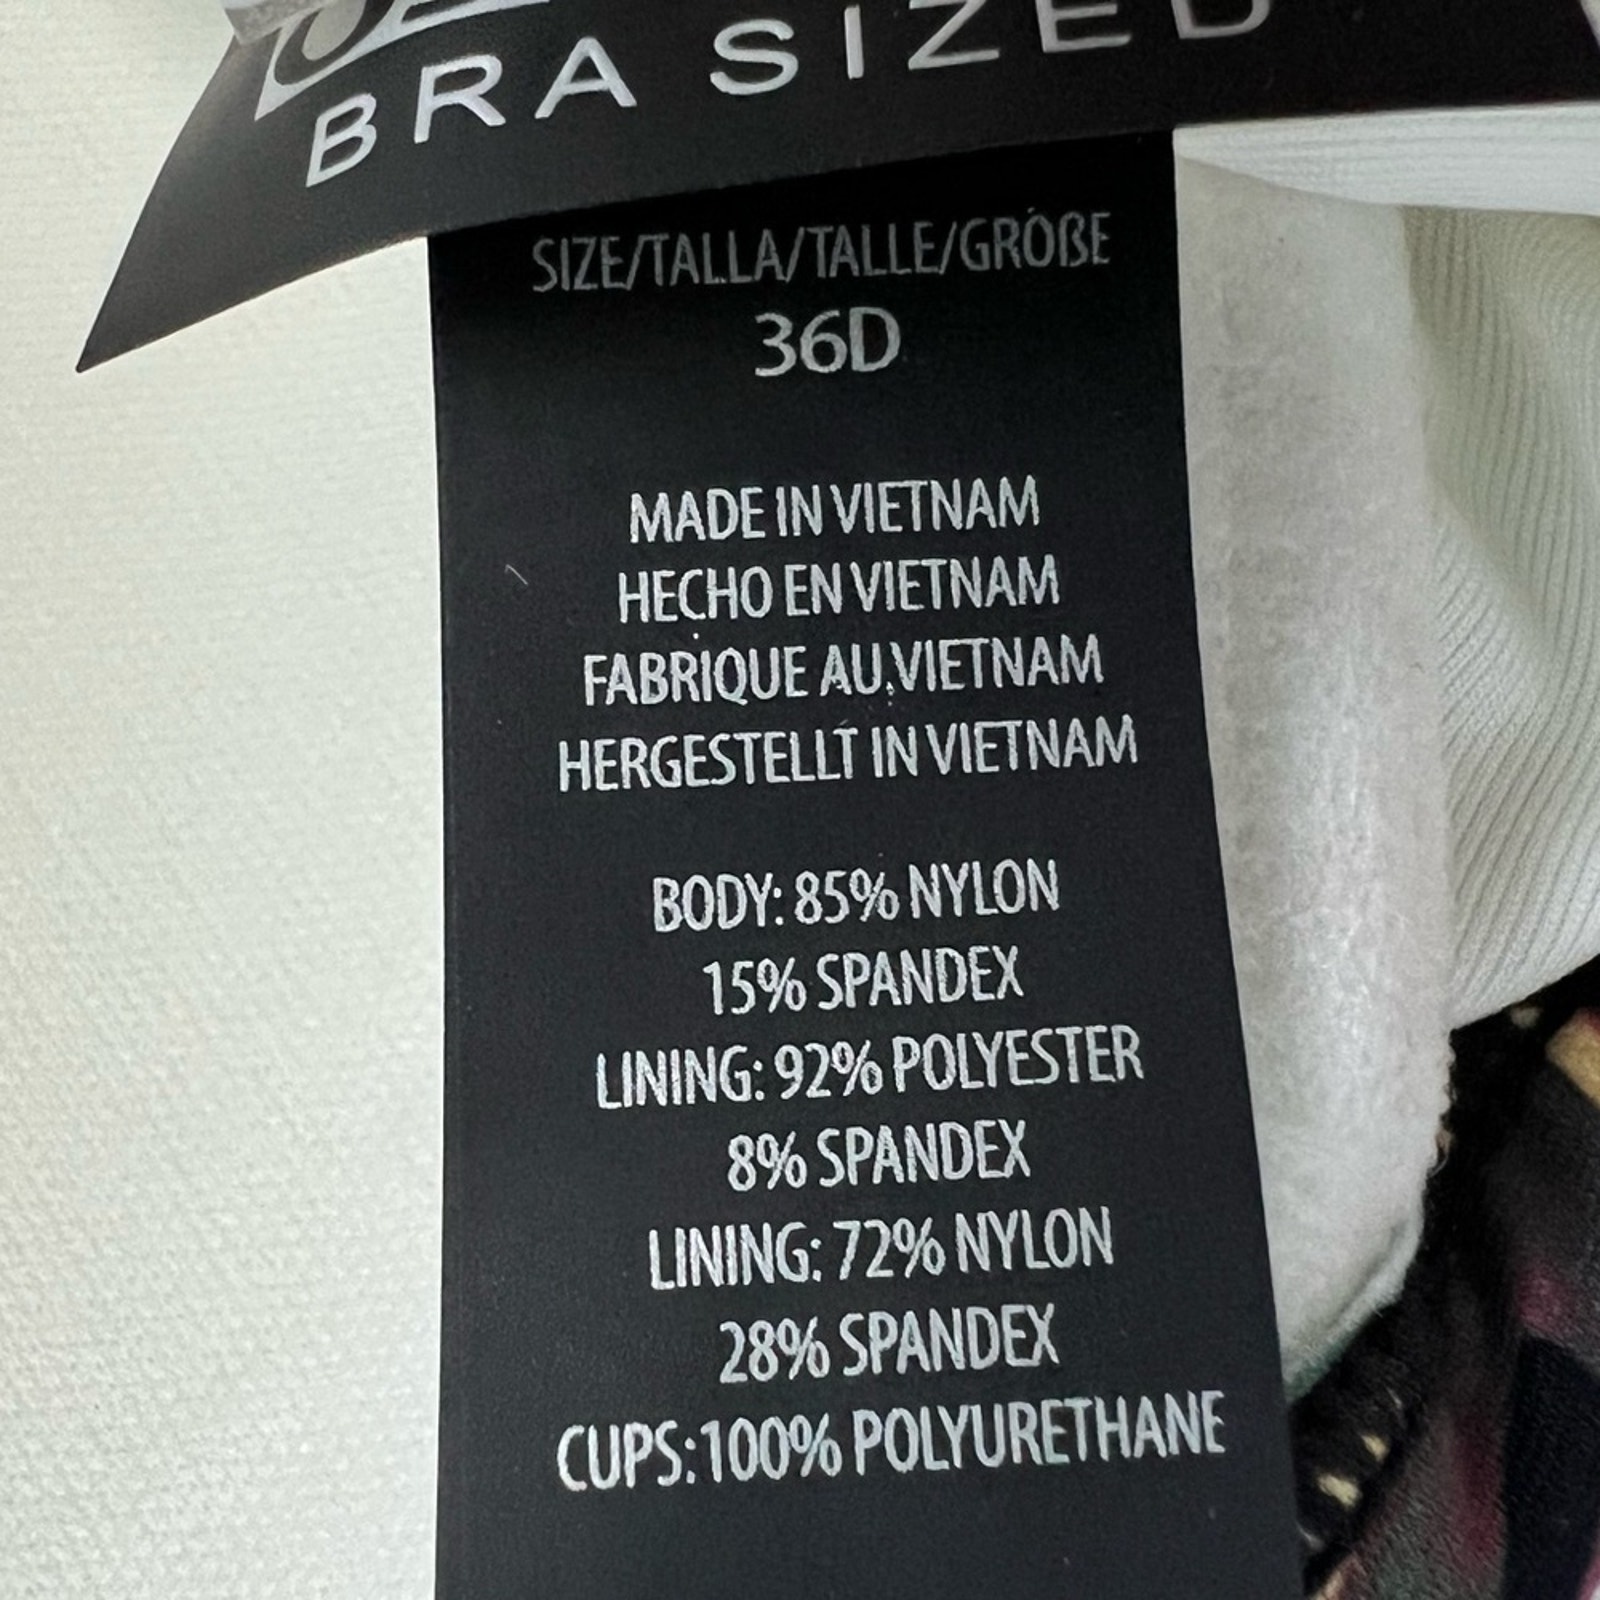 BRA SIZED
SIZE/TALLA/TALLE/GRÖßE
36D
MADE IN VIETNAM
HECHO EN VIETNAM
FABRIQUE AU VIETNAM
HERGESTELLT IN VIETNAM
BODY: 85% NYLON
15% SPANDEX
LINING: 92% POLYESTER
8% SPANDEX
LINING: 72% NYLON
28% SPANDEX
CUPS:100% POLYURETHANE